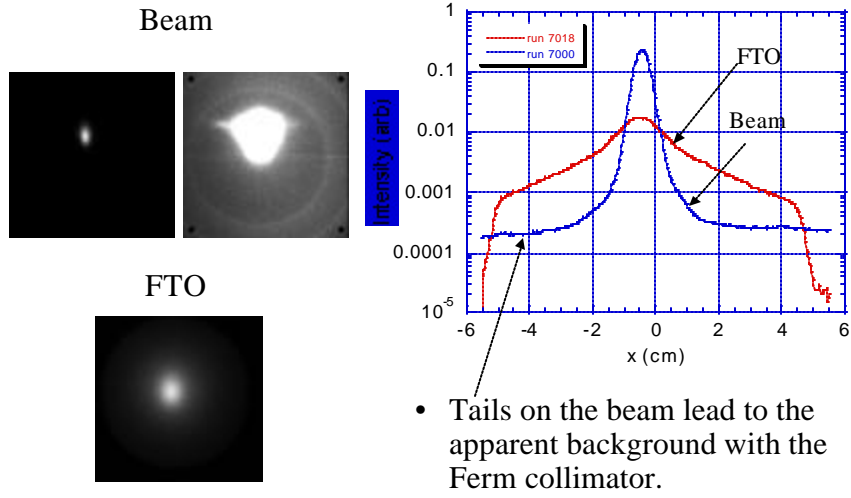 Beam
FTO
1
0.1
0.01
0.001
0.0001
10-5
Intensity (arb)
run 7018
run 7000
FTO
Beam
-6
-4
-2
0
2
4
6
x (cm)
• Tails on the beam lead to the
apparent background with the
Ferm collimator.